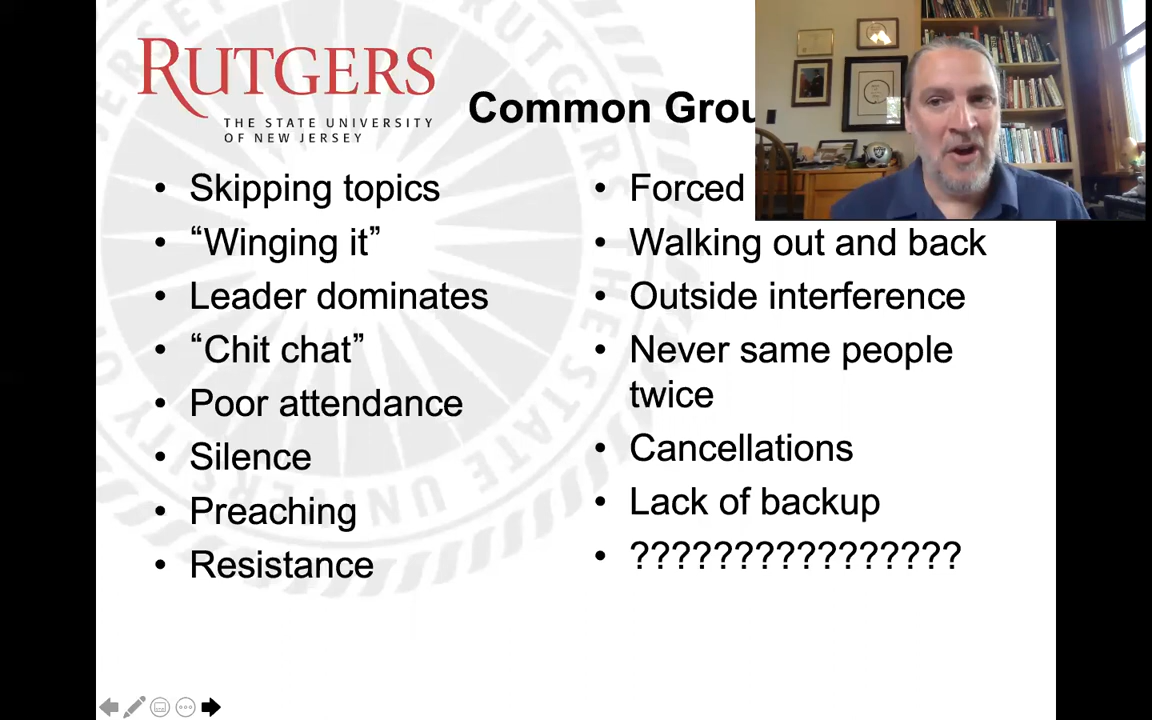 RUTGERS
THE STATE UNIVERSITY
OF NEW JERSEY
Common
• Skipping topics
• “Winging it”
• Leader dominates
• “Chit chat”
• Poor attendance
• Silence
• Preaching
• Resistance
• Forced
• Walking out and back
• Outside interference
• Never same people
twice
• Cancellations
• Lack of backup
• ????????????????